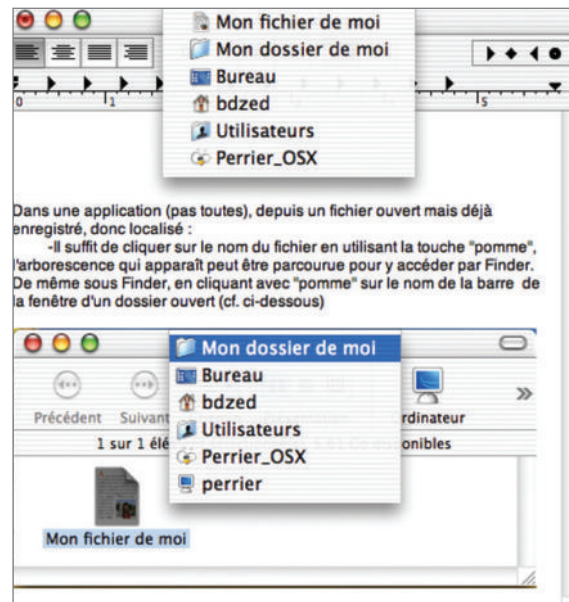 Mon fichier de moi
Mon dossier de moi
Bureau
bdzed
Utilisateurs
Perrier_OSX
0 1 5
Dans une application (pas toutes), depuis un fichier ouvert mais déjà
enregistré, donc localisé :
-Il suffit de cliquer sur le nom du fichier en utilisant la touche "pomme",
l'arborescence qui apparaît peut être parcourue pour y accéder par Finder.
De même sous Finder, en cliquant avec "pomme" sur le nom de la barre de
la fenêtre d'un dossier ouvert (cf. ci-dessous)
Mon dossier de moi
Bureau
bdzed
Utilisateurs
Perrier_OSX
perrier
Précédent Suivant rdinateur
1 sur 1 élé onibles
Mon fichier de moi